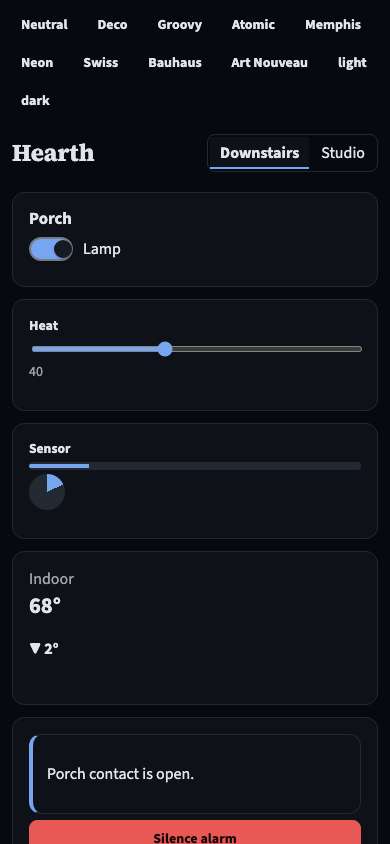 Neutral Deco Groovy Atomic Memphis
Neon Swiss Bauhaus Art Nouveau light
dark
Hearth Downstairs Studio
Porch
Lamp
Heat
40
Sensor
Indoor
68°
▼ 2°
Porch contact is open.
Silence alarm